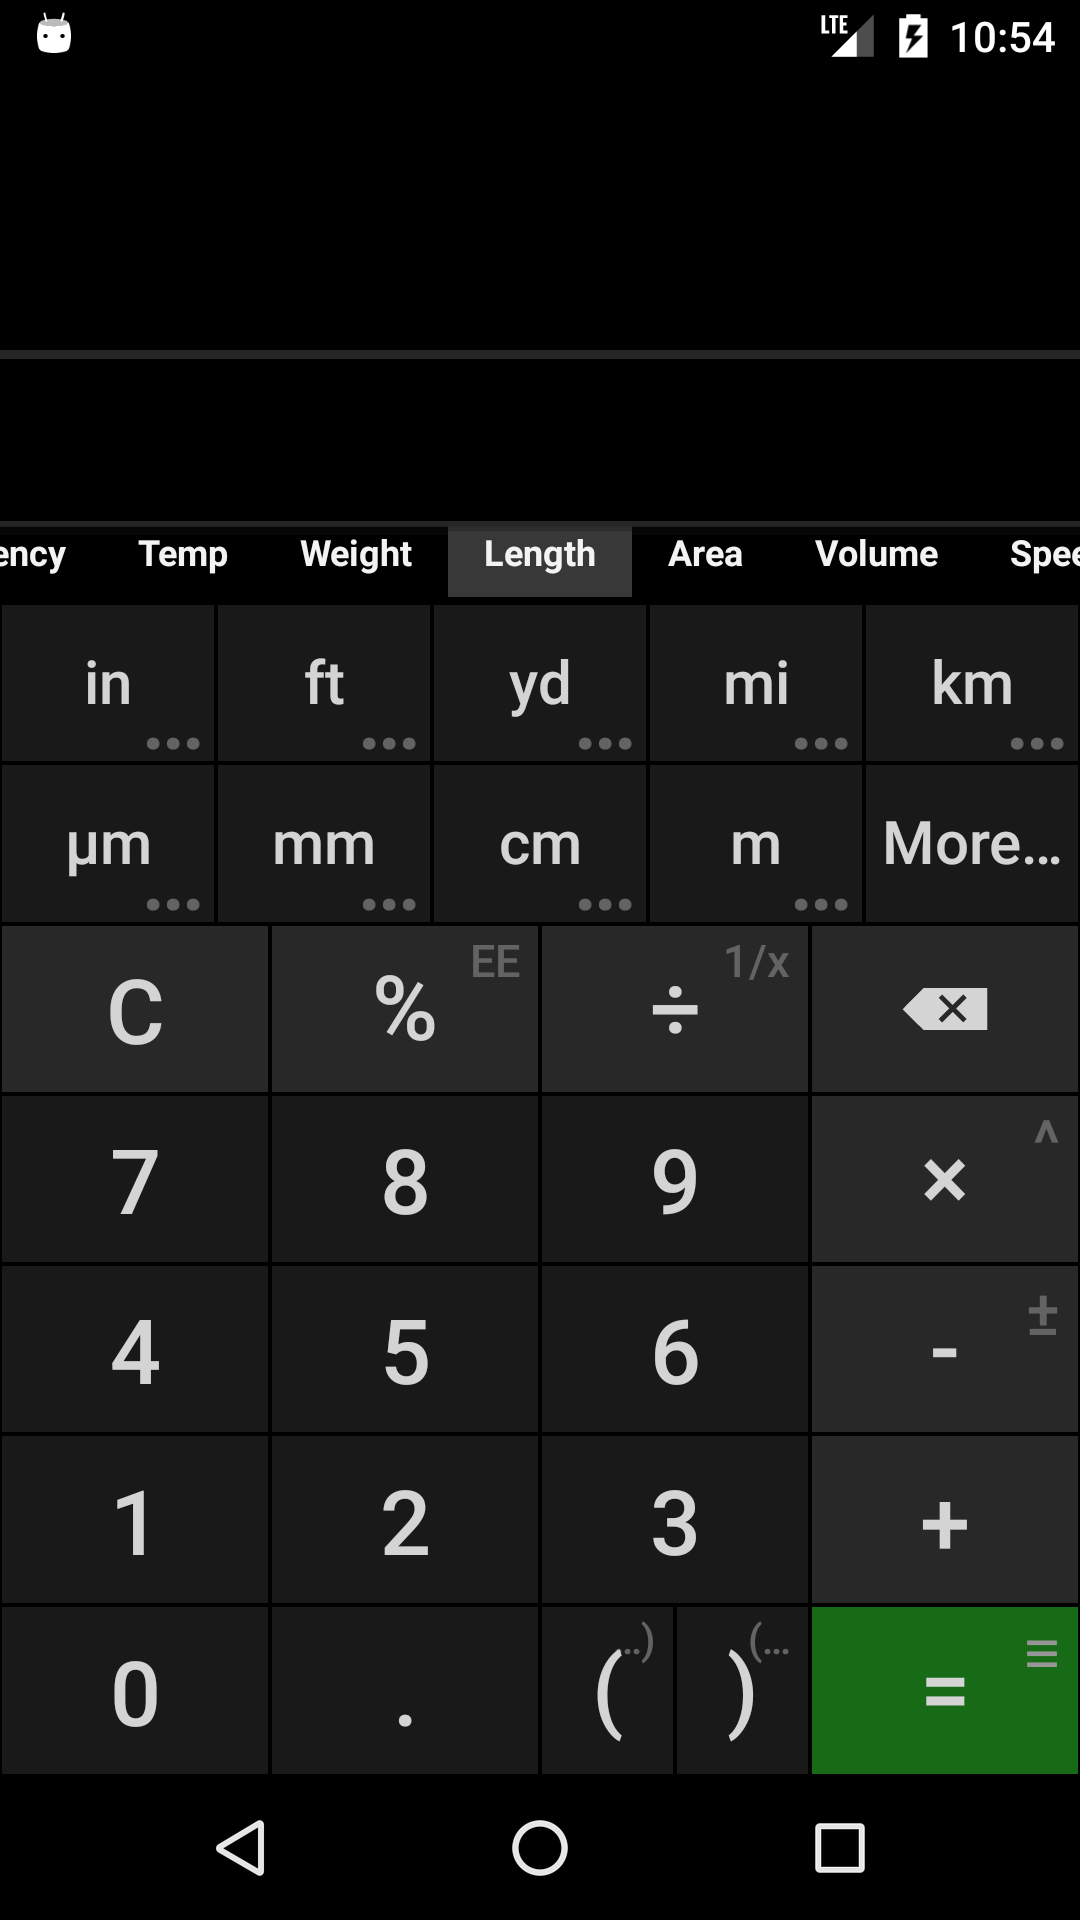 LTE 10:54
ency Temp Weight Length Area Volume Spee
in ft yd mi km
µm mm cm m More...
C % EE ÷ 1/x
7 8 9 × ^
4 5 6 - ±
1 2 3 +
0 . ( ..) ) (... =